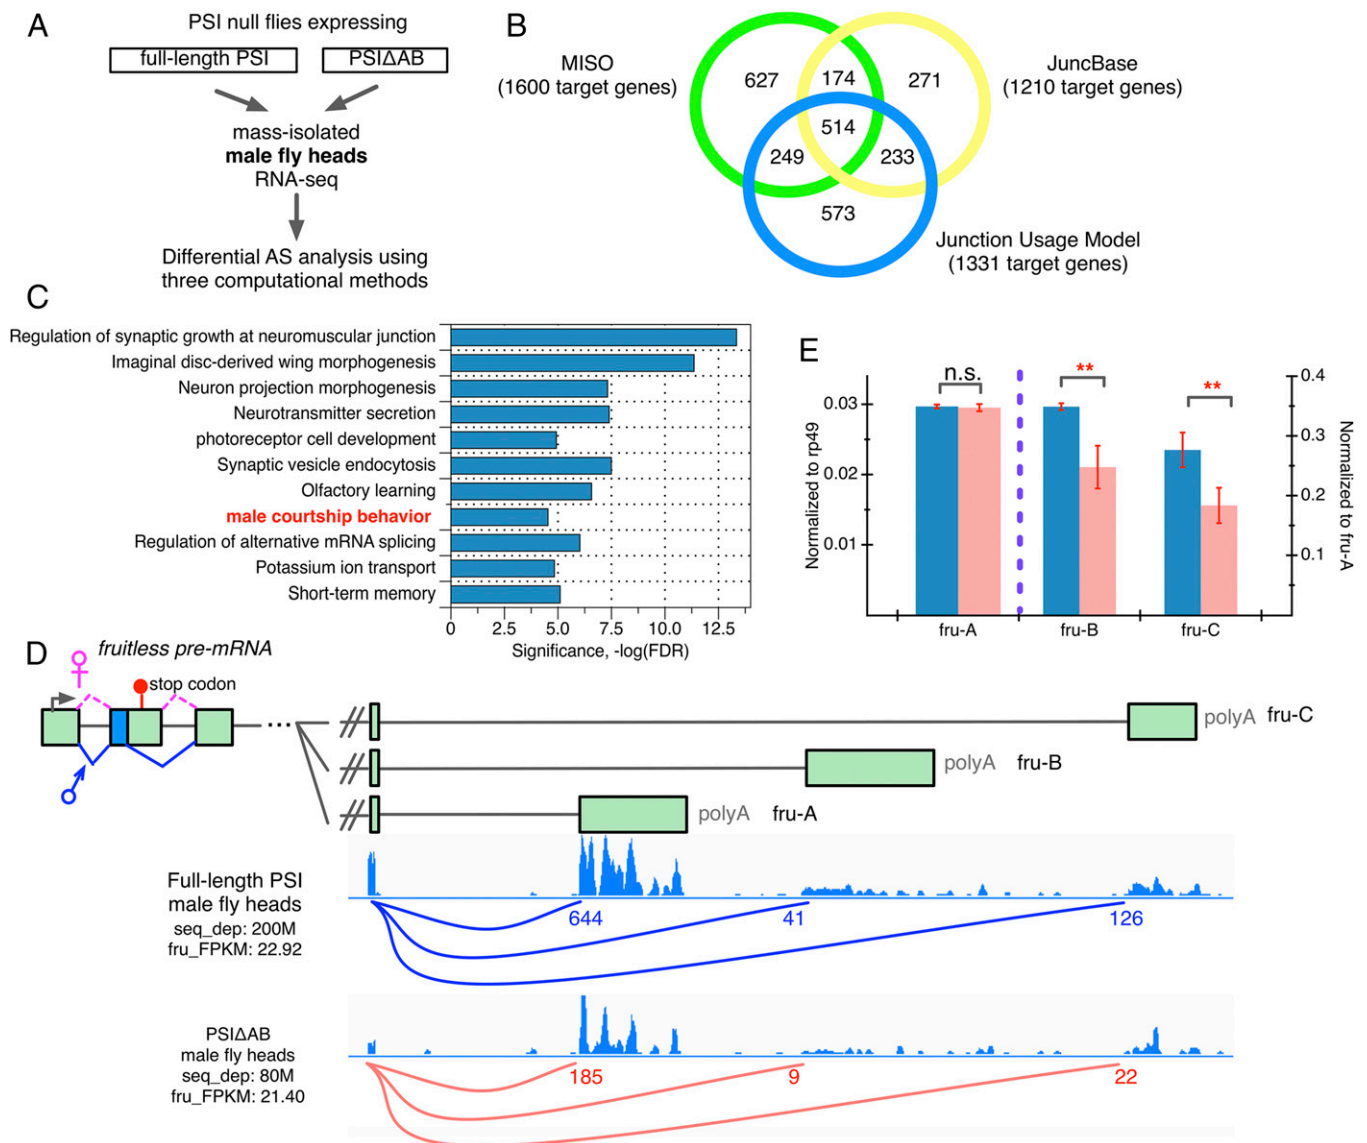 A
PSI null flies expressing
full-length PSI
PSI∆AB
mass-isolated
male fly heads
RNA-seq
Differential AS analysis using
three computational methods
B
MISO
(1600 target genes)
JuncBase
(1210 target genes)
627
174
271
514
249
233
573
Junction Usage Model
(1331 target genes)
C
Regulation of synaptic growth at neuromuscular junction
Imaginal disc-derived wing morphogenesis
Neuron projection morphogenesis
Neurotransmitter secretion
photoreceptor cell development
Synaptic vesicle endocytosis
Olfactory learning
male courtship behavior
Regulation of alternative mRNA splicing
Potassium ion transport
Short-term memory
0 2.5 5.0 7.5 10.0 12.5
Significance, -log(FDR)
E
n.s.
**
**
0.03
0.02
0.01
Normalized to rp49
0.4
0.3
0.2
0.1
Normalized to fru-A
fru-A fru-B fru-C
D
fruitless pre-mRNA
stop codon
polyA fru-C
polyA fru-B
polyA fru-A
Full-length PSI
male fly heads
seq_dep: 200M
fru_FPKM: 22.92
644 41 126
PSI∆AB
male fly heads
seq_dep: 80M
fru_FPKM: 21.40
185 9 22